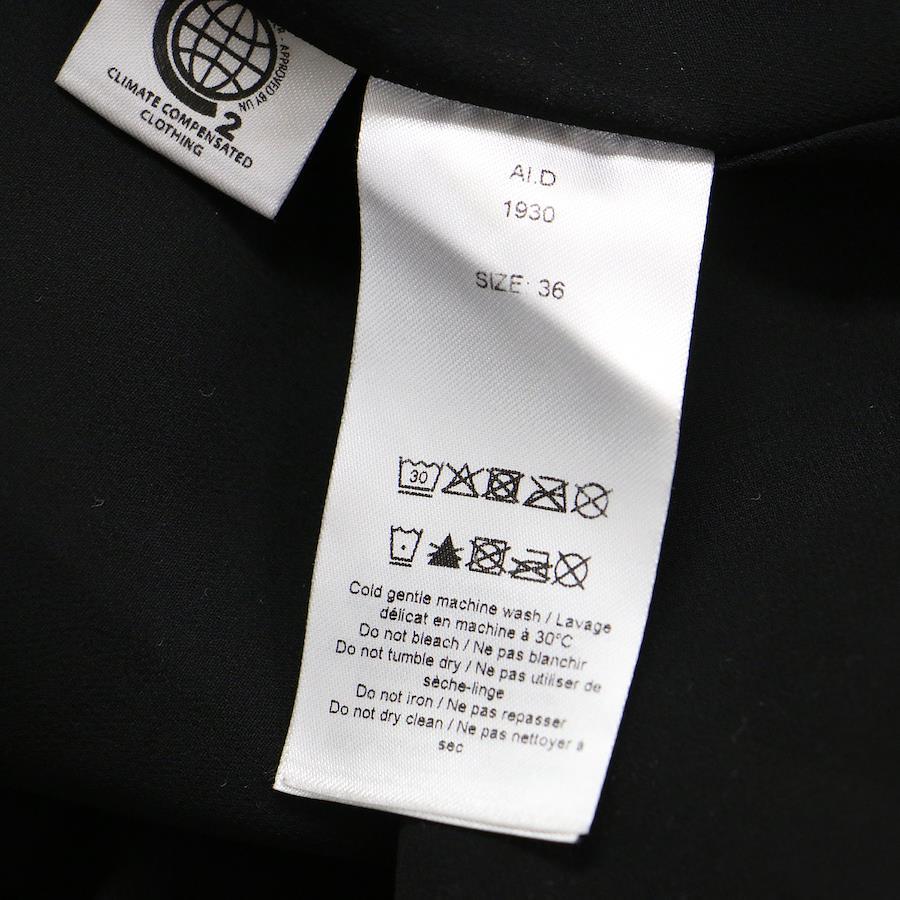 - APPROVED BY UN
2
CLIMATE COMPENSATED
CLOTHING
AI.D
1930
SIZE: 36
30
Cold gentle machine wash / Lavage
délicat en machine à 30°C
Do not bleach / Ne pas blanchir
Do not tumble dry / Ne pas utiliser de
sèche-linge
Do not iron / Ne pas repasser
Do not dry clean / Ne pas nettoyer à
sec